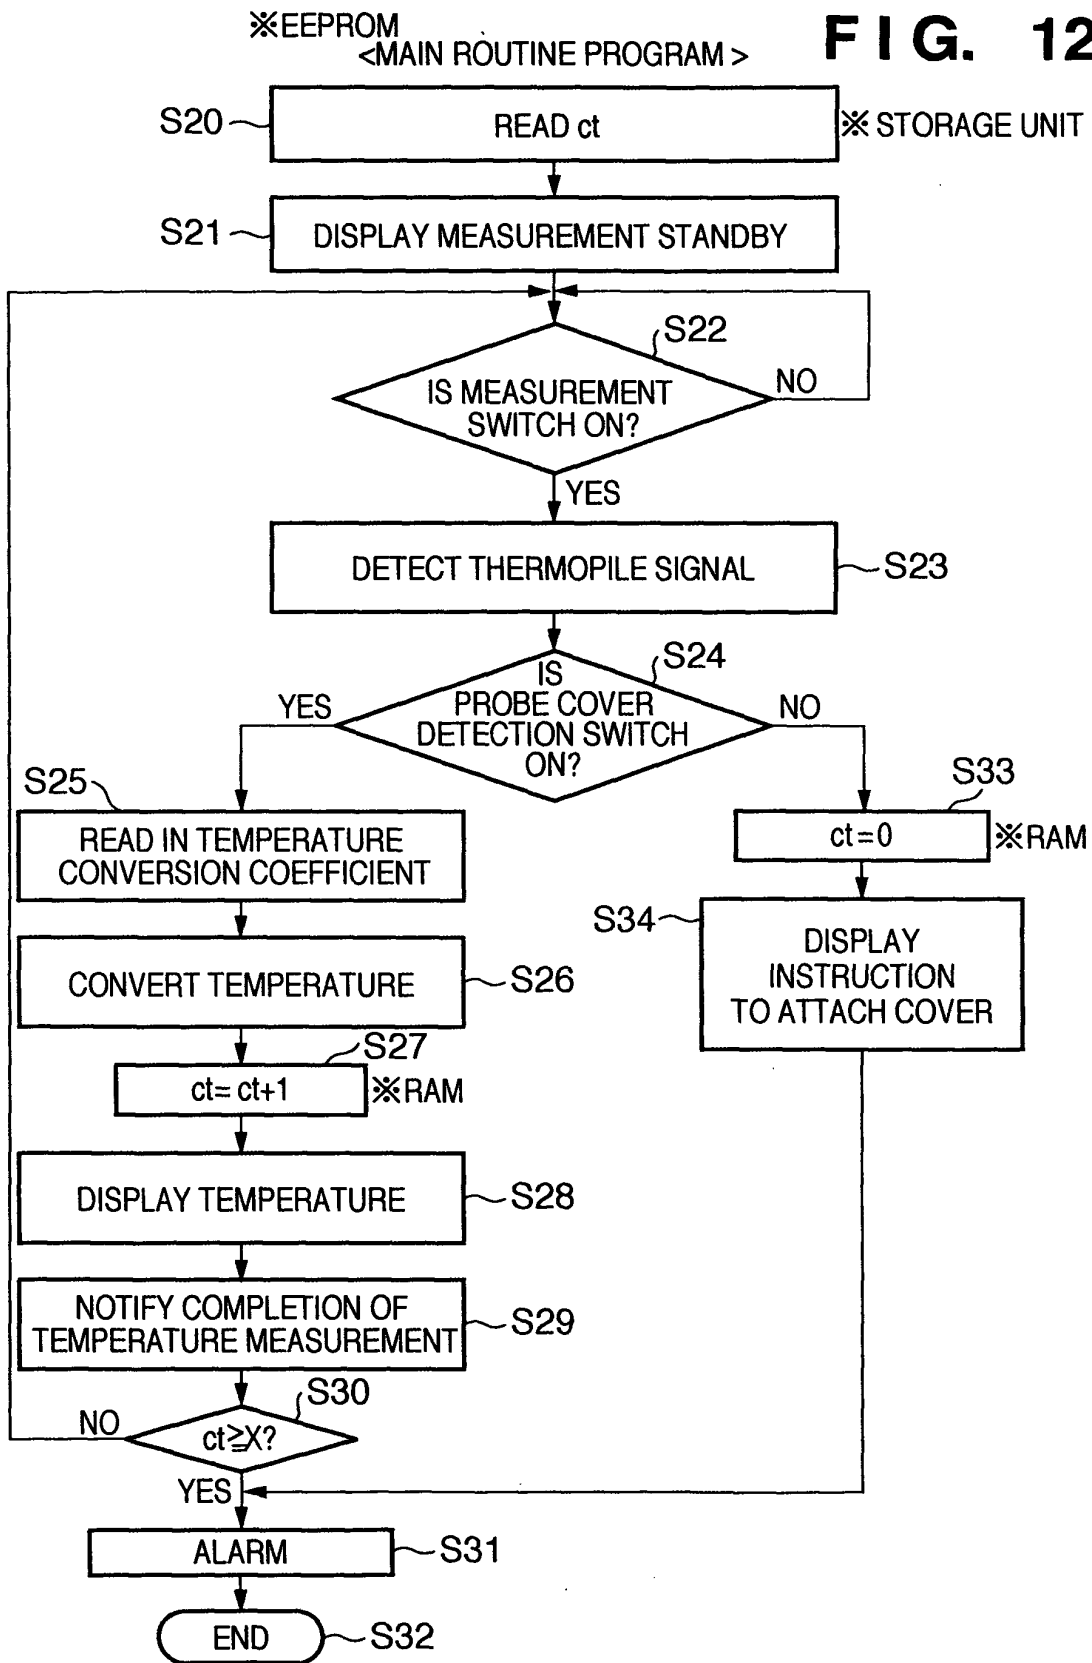 ※EEPROM
<MAIN ROUTINE PROGRAM>
FIG. 12
S20
READ ct
※ STORAGE UNIT
S21
DISPLAY MEASUREMENT STANDBY
S22
IS MEASUREMENT
SWITCH ON?
NO
YES
DETECT THERMOPILE SIGNAL
S23
S24
IS
PROBE COVER
DETECTION SWITCH
ON?
YES
NO
S25
READ IN TEMPERATURE
CONVERSION COEFFICIENT
S33
ct=0
※RAM
S34
DISPLAY
INSTRUCTION
TO ATTACH COVER
CONVERT TEMPERATURE
S26
S27
ct=ct+1
※RAM
DISPLAY TEMPERATURE
S28
NOTIFY COMPLETION OF
TEMPERATURE MEASUREMENT
S29
S30
ct≧X?
NO
YES
ALARM
S31
END
S32